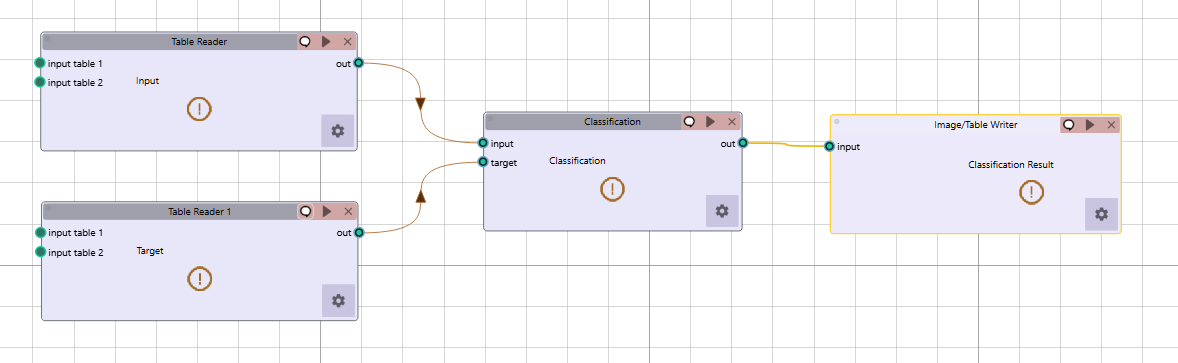 Table Reader
input table 1
out
input table 2
Input
Classification
input
out
target
Classification
Image/Table Writer
input
Classification Result
Table Reader 1
input table 1
out
input table 2
Target